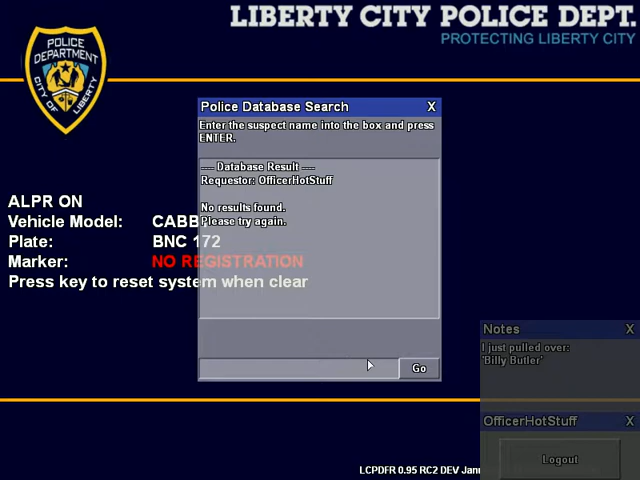 LIBERTY CITY POLICE DEPT.
PROTECTING LIBERTY CITY
POLICE
DEPARTMENT
CITY OF LIBERTY
Police Database Search X
Enter the suspect name into the box and press
ENTER.
---- Database Result ----
Requestor: OfficerHotStuff
No results found.
Please try again.
Go
ALPR ON
Vehicle Model: CABB
Plate: BNC 172
Marker: NO REGISTRATION
Press key to reset system when clear
Notes X
I just pulled over:
'Billy Butler'
OfficerHotStuff X
Logout
LCPDFR 0.95 RC2 DEV